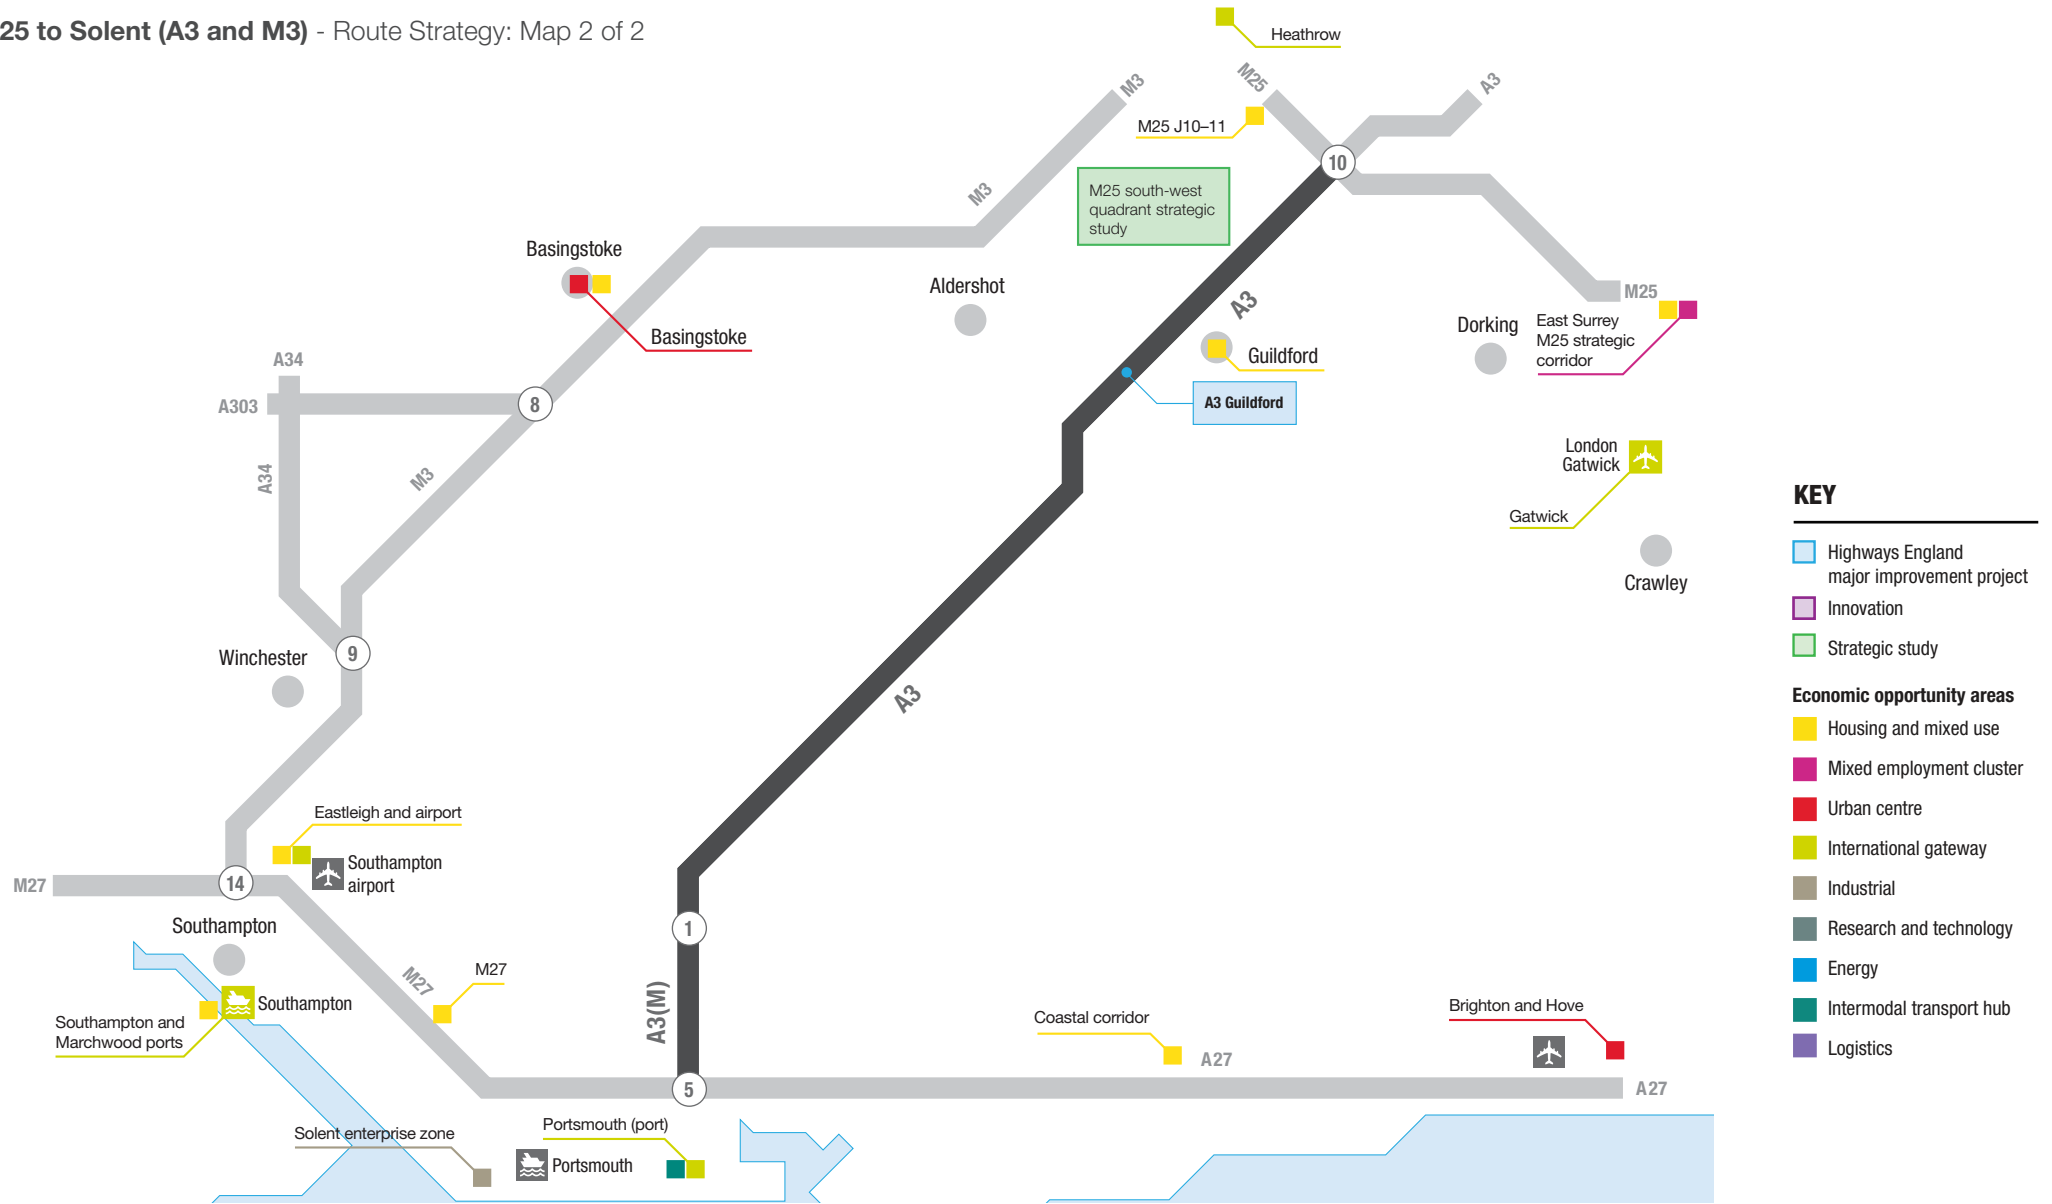 25 to Solent (A3 and M3) - Route Strategy: Map 2 of 2
Heathrow
M3
M25
A3
M25 J10–11
10
M25 south-west
quadrant strategic
study
M3
Basingstoke
Basingstoke
Aldershot
A3
Guildford
A3 Guildford
Dorking
M25
East Surrey
M25 strategic
corridor
A34
A303
8
A34
M3
London
Gatwick
Gatwick
Crawley
Winchester
9
A3
Eastleigh and airport
Southampton
airport
M27
14
Southampton
Southampton
Southampton and
Marchwood ports
M27
M27
1
A3(M)
5
Coastal corridor
A27
Brighton and Hove
A27
Solent enterprise zone
Portsmouth (port)
Portsmouth
KEY
Highways England
major improvement project
Innovation
Strategic study
Economic opportunity areas
Housing and mixed use
Mixed employment cluster
Urban centre
International gateway
Industrial
Research and technology
Energy
Intermodal transport hub
Logistics